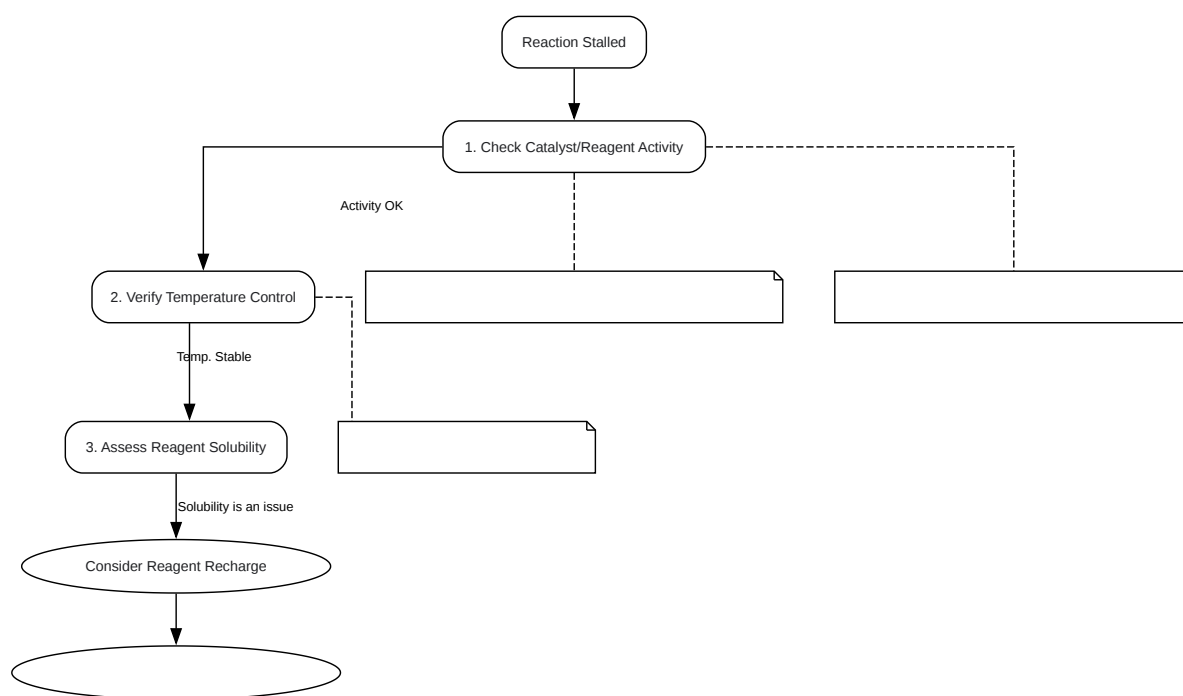 Reaction Stalled
1. Check Catalyst/Reagent Activity
Activity OK
2. Verify Temperature Control
Temp. Stable
3. Assess Reagent Solubility
Solubility is an issue
Consider Reagent Recharge